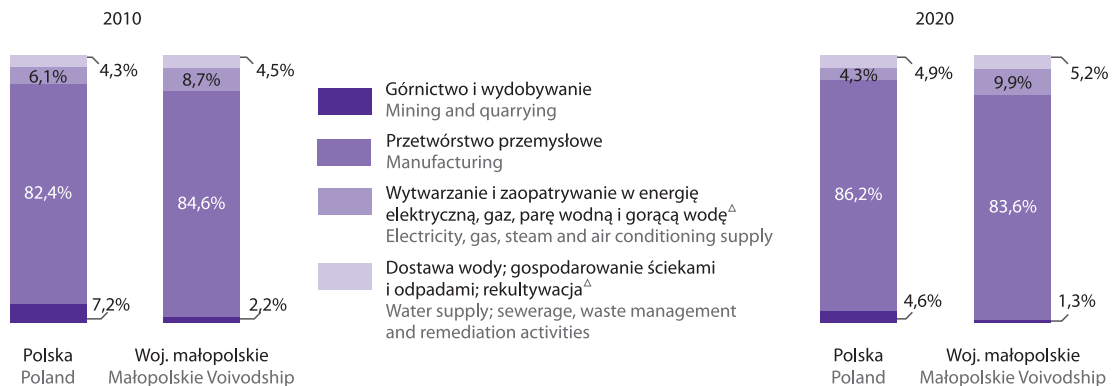 2010
6,1%
4,3%
82,4%
7,2%
Polska
Poland
8,7%
4,5%
84,6%
2,2%
Woj. małopolskie
Małopolskie Voivodship
Górnictwo i wydobywanie
Mining and quarrying
Przetwórstwo przemysłowe
Manufacturing
Wytwarzanie i zaopatrywanie w energię
elektryczną, gaz, parę wodną i gorącą wodę△
Electricity, gas, steam and air conditioning supply
Dostawa wody; gospodarowanie ściekami
i odpadami; rekultywacja△
Water supply; sewerage, waste management
and remediation activities
2020
4,3%
4,9%
86,2%
4,6%
Polska
Poland
9,9%
5,2%
83,6%
1,3%
Woj. małopolskie
Małopolskie Voivodship